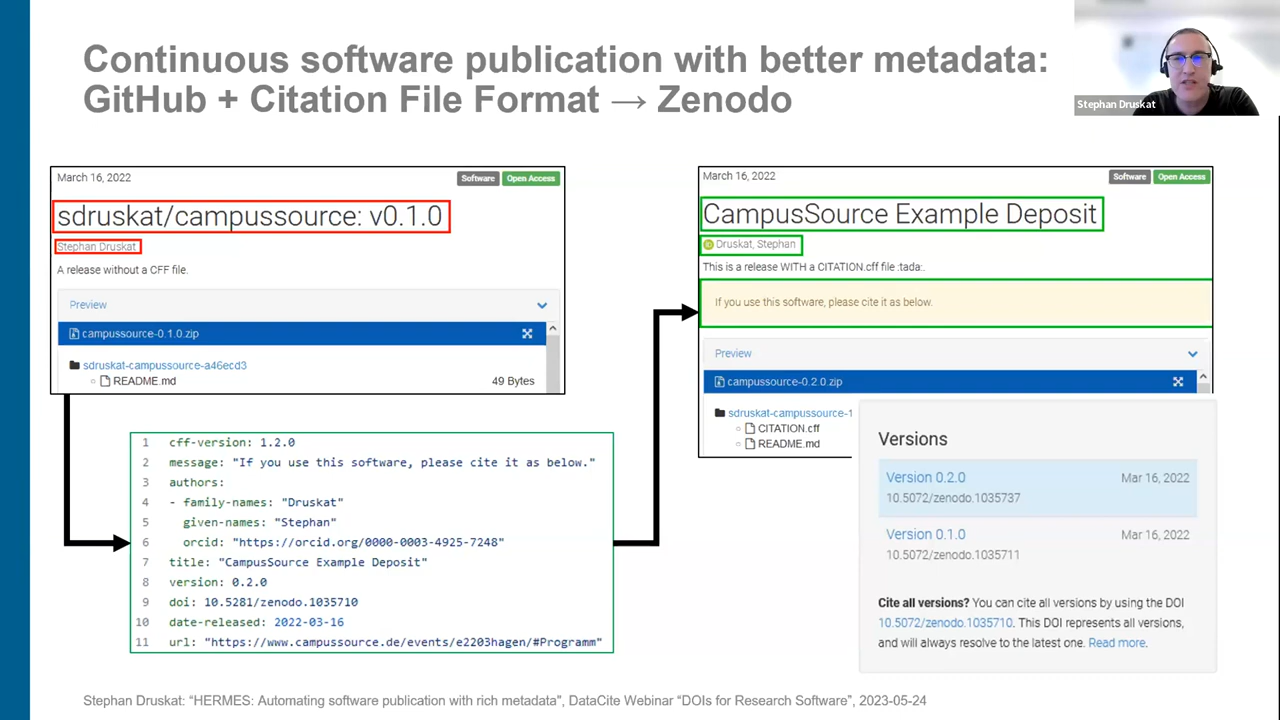 Continuous software publication with better metadata:
GitHub + Citation File Format → Zenodo
Stephan Druskat
March 16, 2022
Software
Open Access
sdruskat/campussource: v0.1.0
Stephan Druskat
A release without a CFF file.
Preview
campussource-0.1.0.zip
sdruskat-campussource-a46ecd3
README.md
49 Bytes
1 cff-version: 1.2.0
2 message: "If you use this software, please cite it as below."
3 authors:
4 - family-names: "Druskat"
5 given-names: "Stephan"
6 orcid: "https://orcid.org/0000-0003-4925-7248"
7 title: "CampusSource Example Deposit"
8 version: 0.2.0
9 doi: 10.5281/zenodo.1035710
10 date-released: 2022-03-16
11 url: "https://www.campussource.de/events/e2203hagen/#Programm"
March 16, 2022
Software
Open Access
CampusSource Example Deposit
iD Druskat, Stephan
This is a release WITH a CITATION.cff file :tada:.
If you use this software, please cite it as below.
Preview
campussource-0.2.0.zip
sdruskat-campussource-1
CITATION.cff
README.md
Versions
Version 0.2.0 Mar 16, 2022
10.5072/zenodo.1035737
Version 0.1.0 Mar 16, 2022
10.5072/zenodo.1035711
Cite all versions? You can cite all versions by using the DOI
10.5072/zenodo.1035710. This DOI represents all versions,
and will always resolve to the latest one. Read more.
Stephan Druskat: "HERMES: Automating software publication with rich metadata", DataCite Webinar "DOIs for Research Software", 2023-05-24